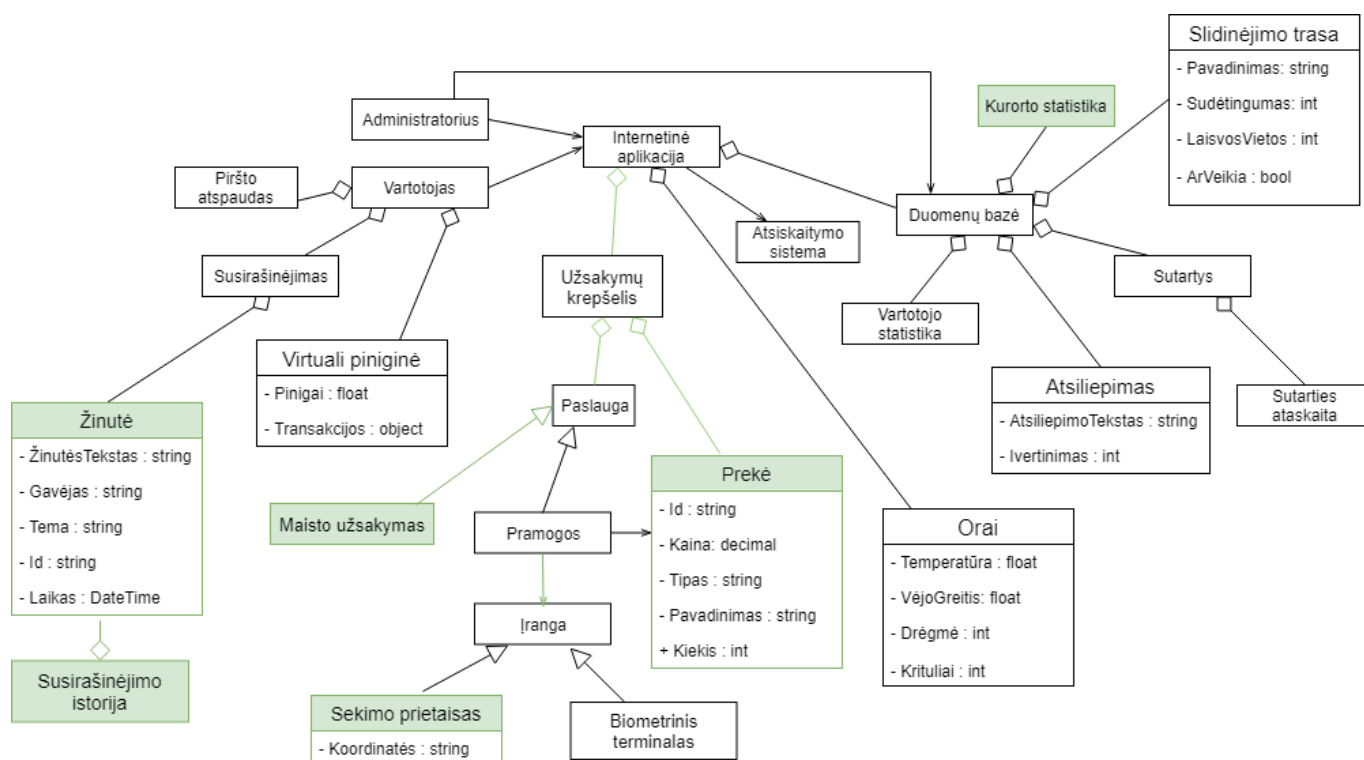 Slidinėjimo trasa
- Pavadinimas: string
- Sudėtingumas: int
- LaisvosVietos : int
- ArVeikia : bool
Kurorto statistika
Administratorius
Internetinė
aplikacija
Piršto
atspaudas
Vartotojas
Duomenų bazė
Atsiskaitymo
sistema
Susirašinėjimas
Užsakymų
krepšelis
Sutartys
Vartotojo
statistika
Virtuali piniginė
- Pinigai : float
- Transakcijos : object
Paslauga
Atsiliepimas
- AtsiliepimoTekstas : string
- Ivertinimas : int
Sutarties
ataskaita
Žinutė
- ŽinutėsTekstas : string
- Gavėjas : string
- Tema : string
- Id : string
- Laikas : DateTime
Maisto užsakymas
Pramogos
Prekė
- Id : string
- Kaina: decimal
- Tipas : string
- Pavadinimas : string
+ Kiekis : int
Orai
- Temperatūra : float
- VėjoGreitis: float
- Drėgmė : int
- Krituliai : int
Įranga
Susirašinėjimo
istorija
Sekimo prietaisas
- Koordinatės : string
Biometrinis
terminalas